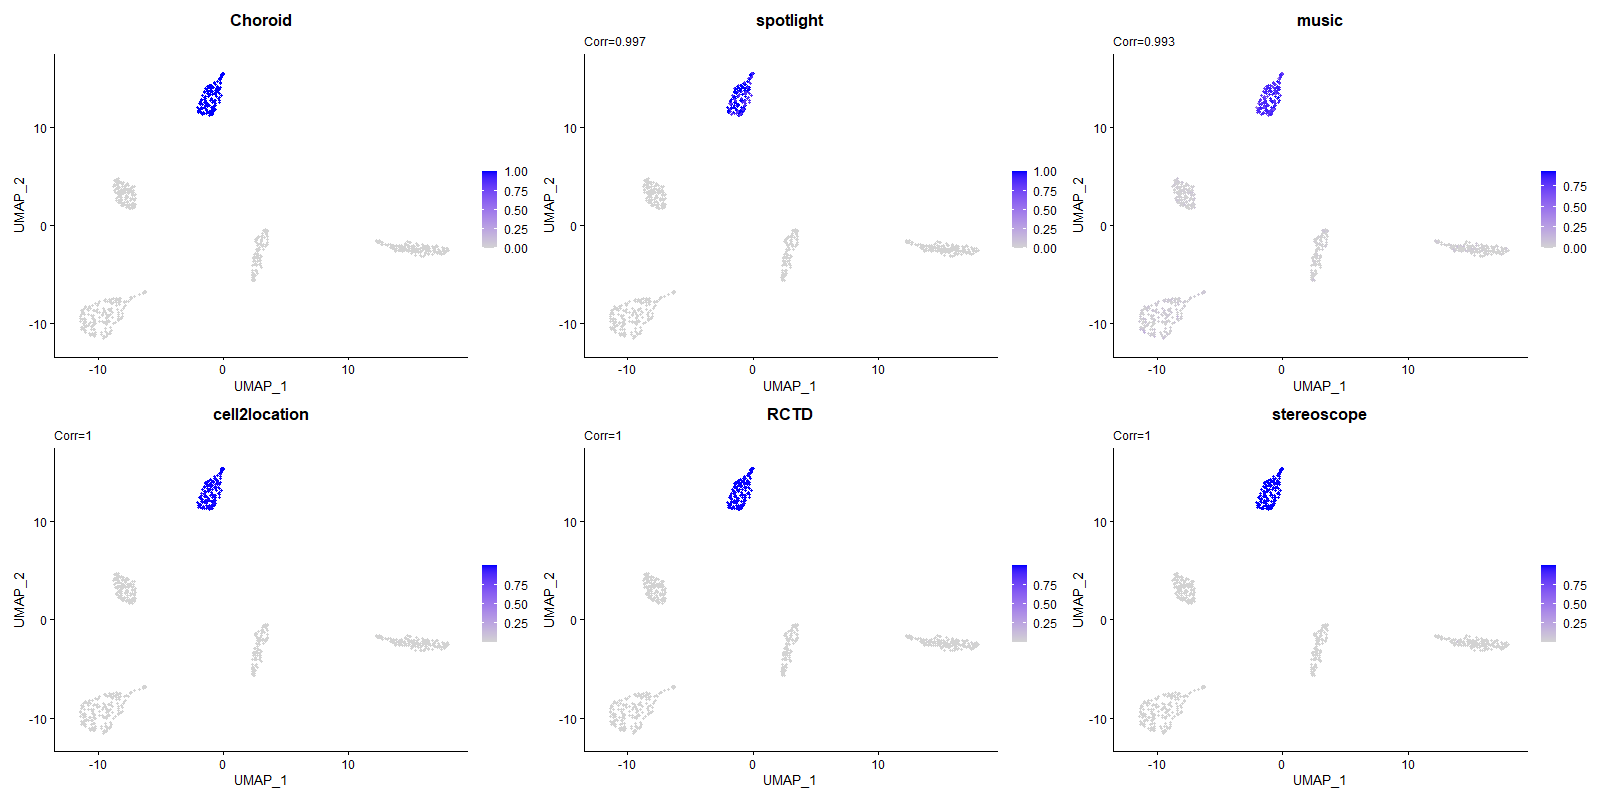 Choroid
UMAP_2
10
0
-10
-10
0
10
UMAP_1
1.00
0.75
0.50
0.25
0.00
spotlight
Corr=0.997
UMAP_2
10
0
-10
-10
0
10
UMAP_1
1.00
0.75
0.50
0.25
0.00
music
Corr=0.993
UMAP_2
10
0
-10
-10
0
10
UMAP_1
0.75
0.50
0.25
0.00
cell2location
Corr=1
UMAP_2
10
0
-10
-10
0
10
UMAP_1
0.75
0.50
0.25
RCTD
Corr=1
UMAP_2
10
0
-10
-10
0
10
UMAP_1
0.75
0.50
0.25
stereoscope
Corr=1
UMAP_2
10
0
-10
-10
0
10
UMAP_1
0.75
0.50
0.25